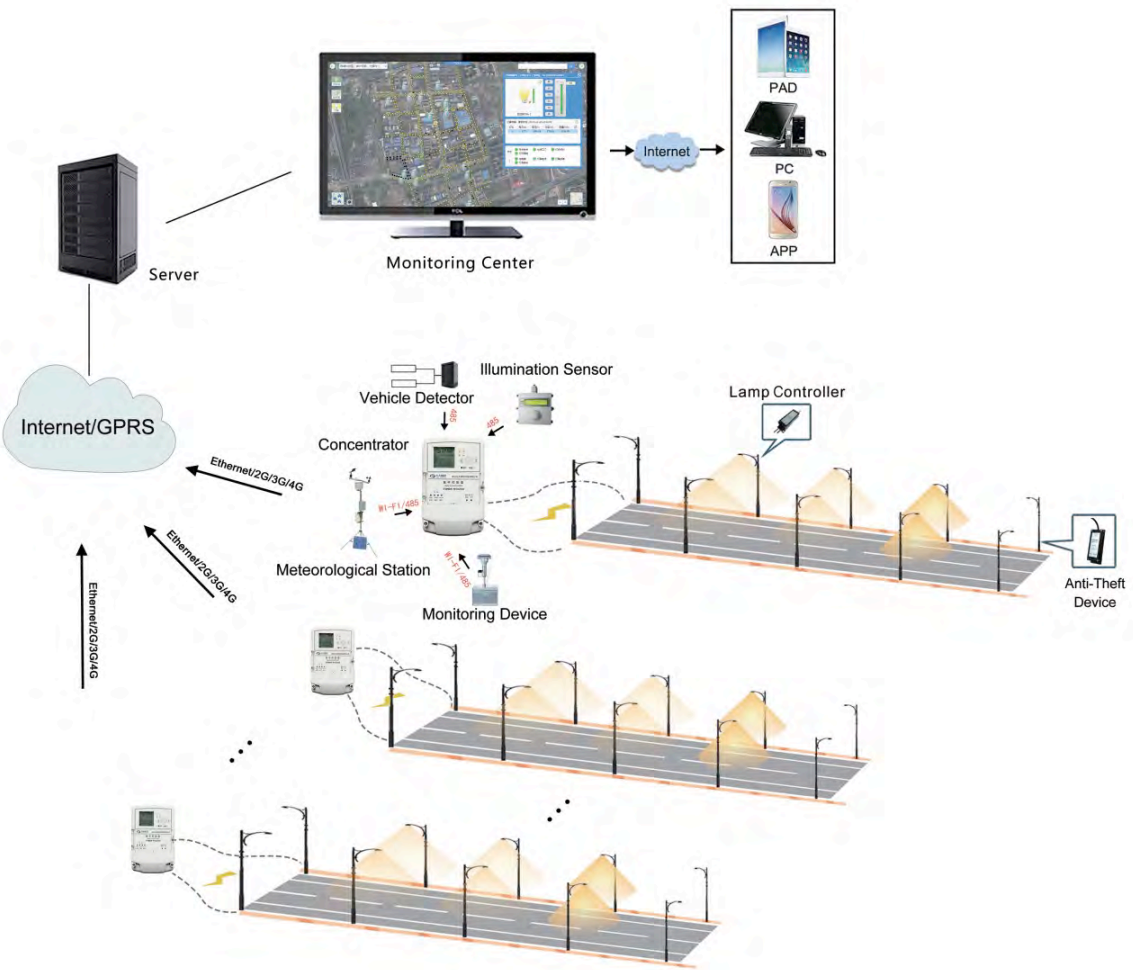 PAD
Internet
PC
APP
TCL
Monitoring Center
Server
Internet/GPRS
Ethernet/2G/3G/4G
Ethernet/2G/3G/4G
Ethernet/2G/3G/4G
Vehicle Detector
485
Illumination Sensor
485
Concentrator
WI-FI/485
Meteorological Station
WI-FI/485
Monitoring Device
Lamp Controller
Anti-Theft
Device